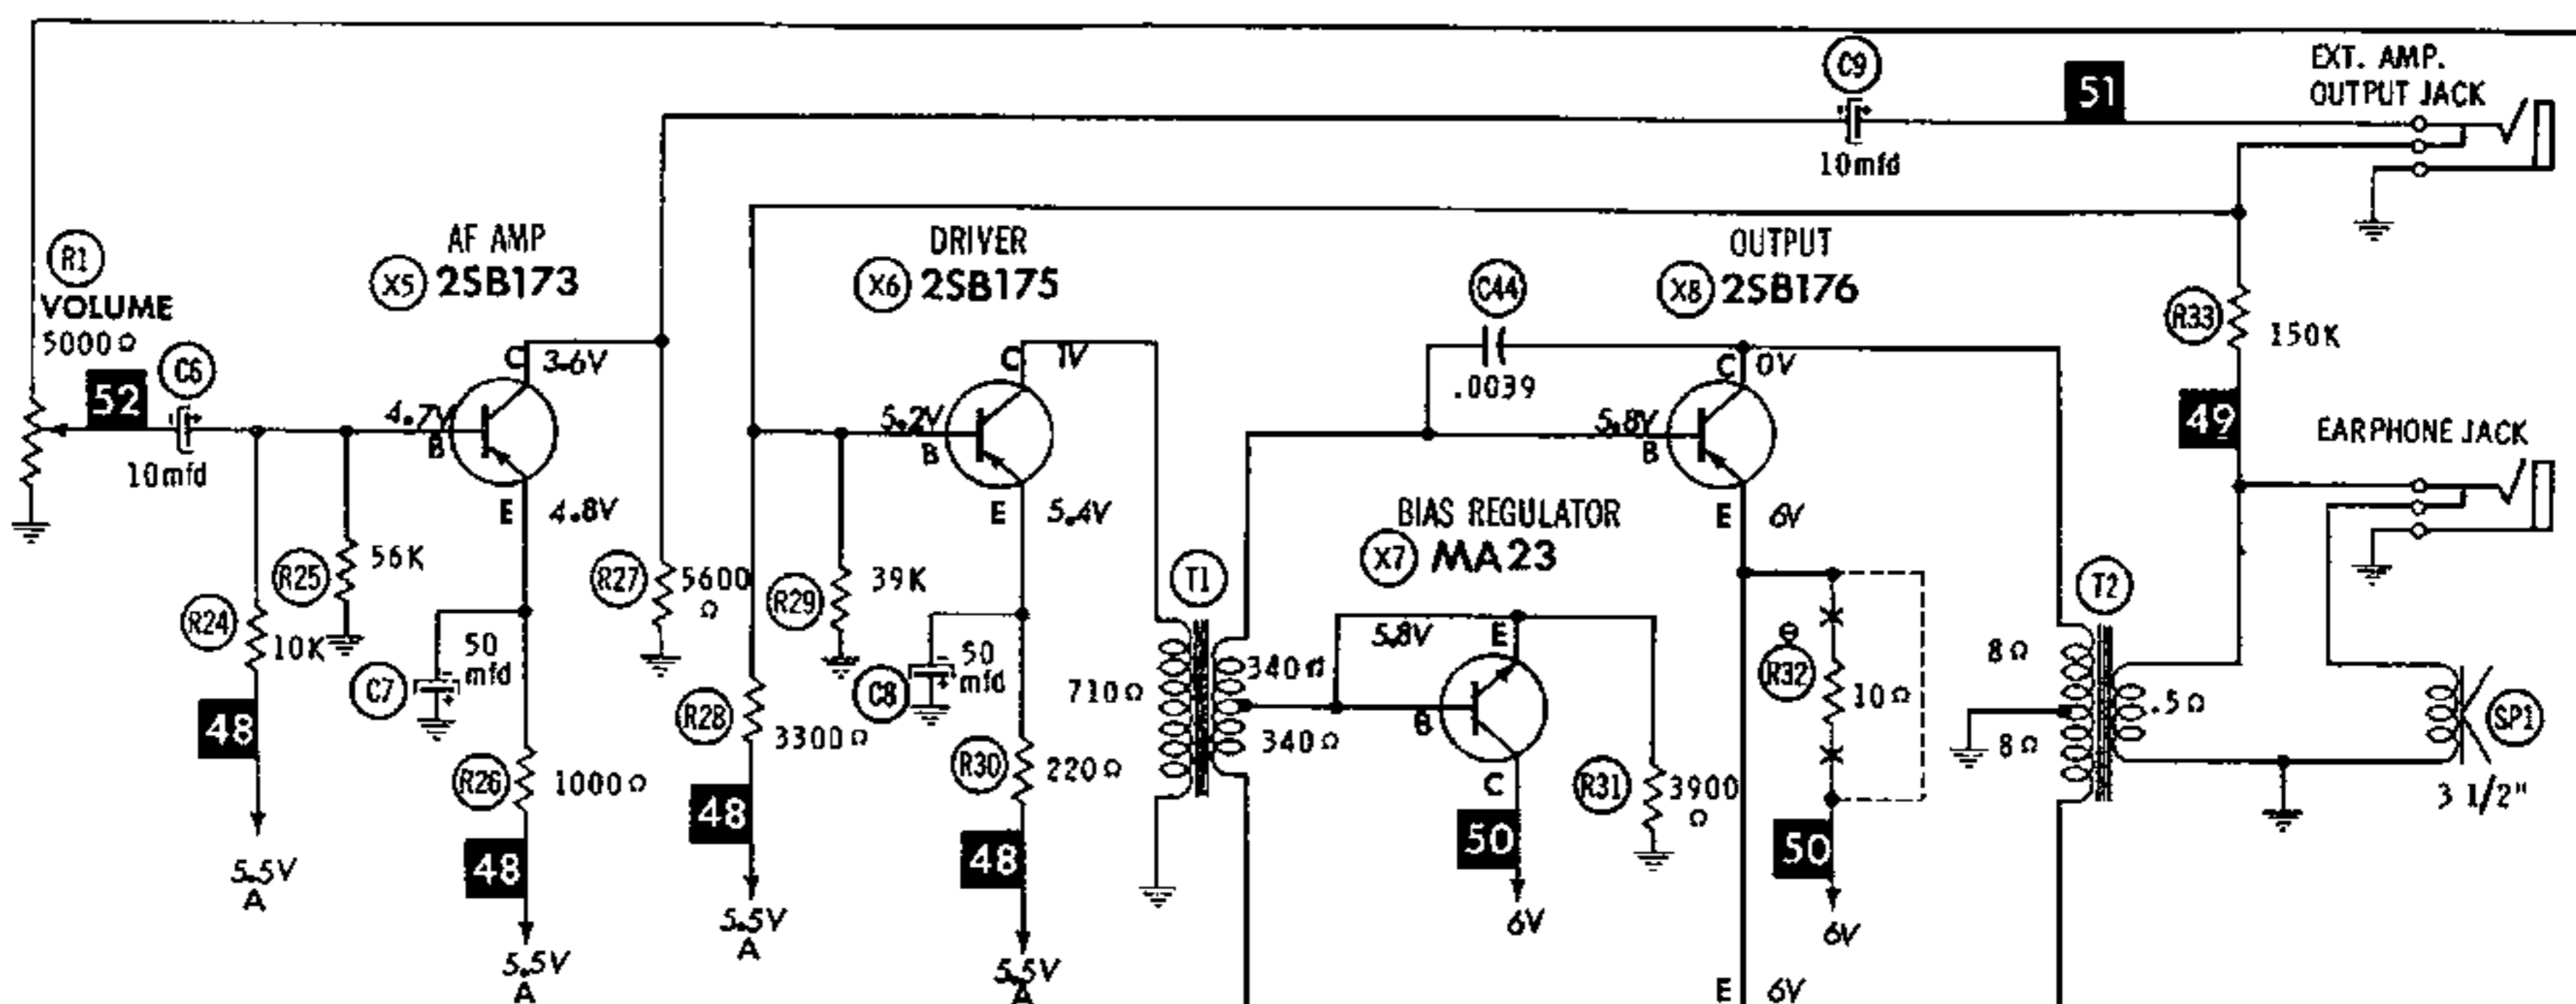 EXT. AMP.
OUTPUT JACK
C9
51
10mfd
R1
VOLUME
5000Ω
52
C6
10mfd
AF AMP
X5 2SB173
C 3.6V
4.7V
B
E 4.8V
R24
10K
48
5.5V
A
R25
56K
C7
50
mfd
R26
1000Ω
48
5.5V
A
R27
5600
Ω
DRIVER
X6 2SB175
C 1V
5.2V
B
E 5.4V
R29
39K
R28
3300Ω
48
5.5V
A
C8
50
mfd
R30
220Ω
48
5.5V
A
T1
710Ω
340Ω
340Ω
BIAS REGULATOR
X7 MA23
5.8V
E
B
C
50
6V
R31
3900
Ω
C44
.0039
OUTPUT
X8 2SB176
C 0V
5.8V
B
E 6V
Θ
R32
10Ω
50
6V
E 6V
T2
8Ω
8Ω
.5Ω
R33
150K
49
EARPHONE JACK
SP1
3 1/2"